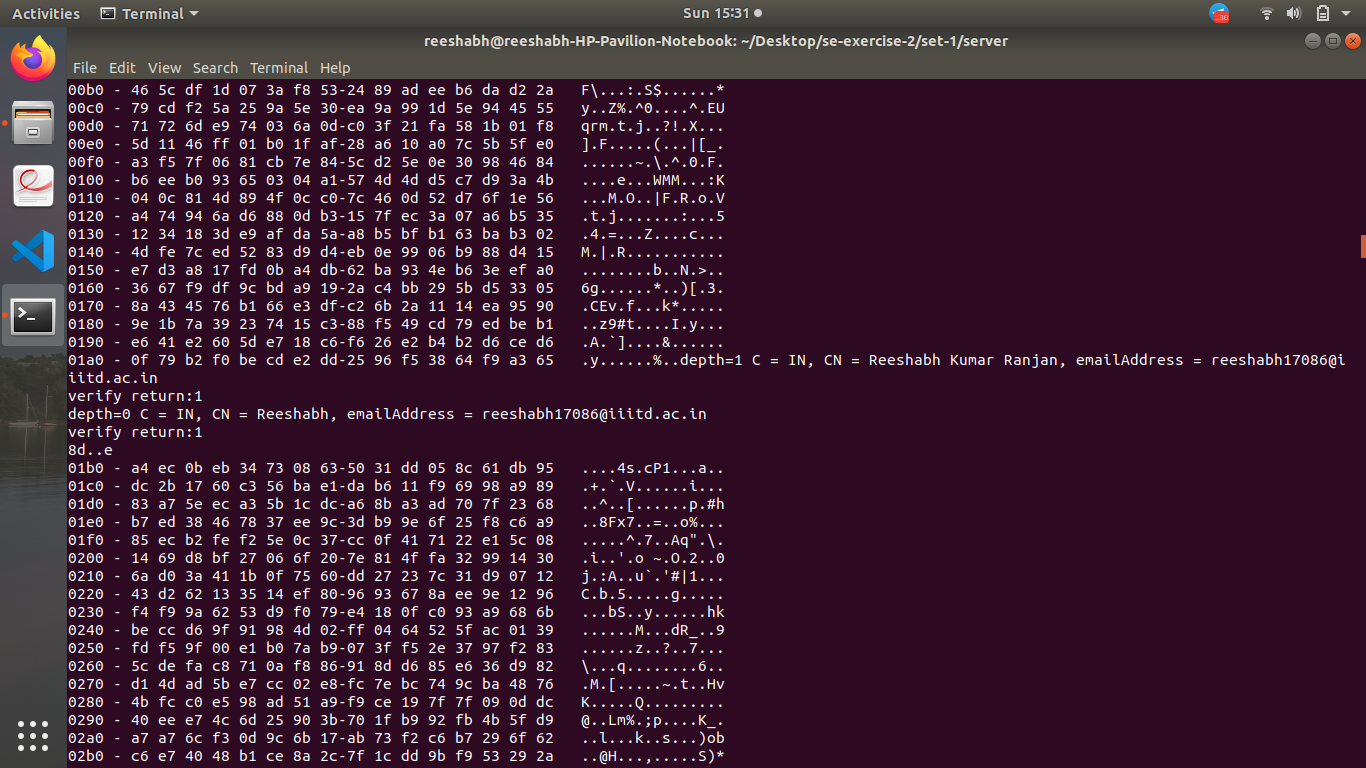 Activities Terminal Sun 15:31 30
reeshabh@reeshabh-HP-Pavilion-Notebook: ~/Desktop/se-exercise-2/set-1/server
File Edit View Search Terminal Help
00b0 - 46 5c df 1d 07 3a f8 53-24 89 ad ee b6 da d2 2a   F\...:.S$......*
00c0 - 79 cd f2 5a 25 9a 5e 30-ea 9a 99 1d 5e 94 45 55   y..Z%.^0....^.EU
00d0 - 71 72 6d e9 74 03 6a 0d-c0 3f 21 fa 58 1b 01 f8   qrm.t.j..?!.X...
00e0 - 5d 11 46 ff 01 b0 1f af-28 a6 10 a0 7c 5b 5f e0   ].F.....(...|[_.
00f0 - a3 f5 7f 06 81 cb 7e 84-5c d2 5e 0e 30 98 46 84   ......~.\.^.0.F.
0100 - b6 ee b0 93 65 03 04 a1-57 4d 4d d5 c7 d9 3a 4b   ....e...WMM...:K
0110 - 04 0c 81 4d 89 4f 0c c0-7c 46 0d 52 d7 6f 1e 56   ...M.O..|F.R.o.V
0120 - a4 74 94 6a d6 88 0d b3-15 7f ec 3a 07 a6 b5 35   .t.j.......:...5
0130 - 12 34 18 3d e9 af da 5a-a8 b5 bf b1 63 ba b3 02   .4.=...Z....c...
0140 - 4d fe 7c ed 52 83 d9 d4-eb 0e 99 06 b9 88 d4 15   M.|.R...........
0150 - e7 d3 a8 17 fd 0b a4 db-62 ba 93 4e b6 3e ef a0   ........b..N.>..
0160 - 36 67 f9 df 9c bd a9 19-2a c4 bb 29 5b d5 33 05   6g......*..)[.3.
0170 - 8a 43 45 76 b1 66 e3 df-c2 6b 2a 11 14 ea 95 90   .CEv.f...k*.....
0180 - 9e 1b 7a 39 23 74 15 c3-88 f5 49 cd 79 ed be b1   ..z9#t....I.y...
0190 - e6 41 e2 60 5d e7 18 c6-f6 26 e2 b4 b2 d6 ce d6   .A.`]....&......
01a0 - 0f 79 b2 f0 be cd e2 dd-25 96 f5 38 64 f9 a3 65   .y......%..depth=1 C = IN, CN = Reeshabh Kumar Ranjan, emailAddress = reeshabh17086@i
iitd.ac.in
verify return:1
depth=0 C = IN, CN = Reeshabh, emailAddress = reeshabh17086@iiitd.ac.in
verify return:1
8d..e
01b0 - a4 ec 0b eb 34 73 08 63-50 31 dd 05 8c 61 db 95   ....4s.cP1...a..
01c0 - dc 2b 17 60 c3 56 ba e1-da b6 11 f9 69 98 a9 89   .+.`.V......i...
01d0 - 83 a7 5e ec a3 5b 1c dc-a6 8b a3 ad 70 7f 23 68   ..^..[......p.#h
01e0 - b7 ed 38 46 78 37 ee 9c-3d b9 9e 6f 25 f8 c6 a9   ..8Fx7..=..o%...
01f0 - 85 ec b2 fe f2 5e 0c 37-cc 0f 41 71 22 e1 5c 08   .....^.7..Aq".\.
0200 - 14 69 d8 bf 27 06 6f 20-7e 81 4f fa 32 99 14 30   .i..'.o ~.O.2..0
0210 - 6a d0 3a 41 1b 0f 75 60-dd 27 23 7c 31 d9 07 12   j.:A..u`.'#|1...
0220 - 43 d2 62 13 35 14 ef 80-96 93 67 8a ee 9e 12 96   C.b.5.....g.....
0230 - f4 f9 9a 62 53 d9 f0 79-e4 18 0f c0 93 a9 68 6b   ...bS..y......hk
0240 - be cc d6 9f 91 98 4d 02-ff 04 64 52 5f ac 01 39   ......M...dR_..9
0250 - fd f5 9f 00 e1 b0 7a b9-07 3f f5 2e 37 97 f2 83   ......z..?..7...
0260 - 5c de fa c8 71 0a f8 86-91 8d d6 85 e6 36 d9 82   \...q........6..
0270 - d1 4d ad 5b e7 cc 02 e8-fc 7e bc 74 9c ba 48 76   .M.[.....~.t..Hv
0280 - 4b fc c0 e5 98 ad 51 a9-f9 ce 19 7f 7f 09 0d dc   K.....Q.........
0290 - 40 ee e7 4c 6d 25 90 3b-70 1f b9 92 fb 4b 5f d9   @..Lm%.;p....K_.
02a0 - a7 a7 6c f3 0d 9c 6b 17-ab 73 f2 c6 b7 29 6f 62   ..l...k..s...)ob
02b0 - c6 e7 40 48 b1 ce 8a 2c-7f 1c dd 9b f9 53 29 2a   ..@H...,.....S)*